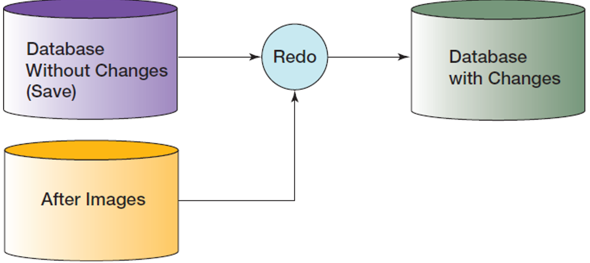 Database
Without Changes
(Save)
Redo
Database
with Changes
After Images